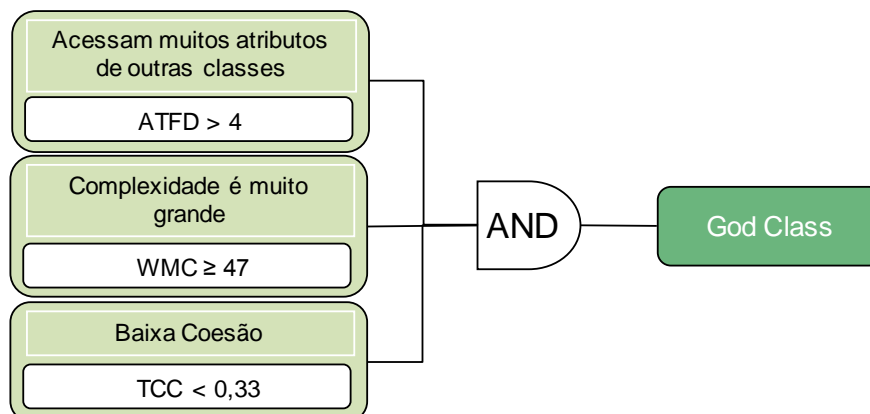 Acessam muitos atributos
de outras classes
ATFD > 4
Complexidade é muito
grande
WMC ≥ 47
Baixa Coesão
TCC < 0,33
AND
God Class